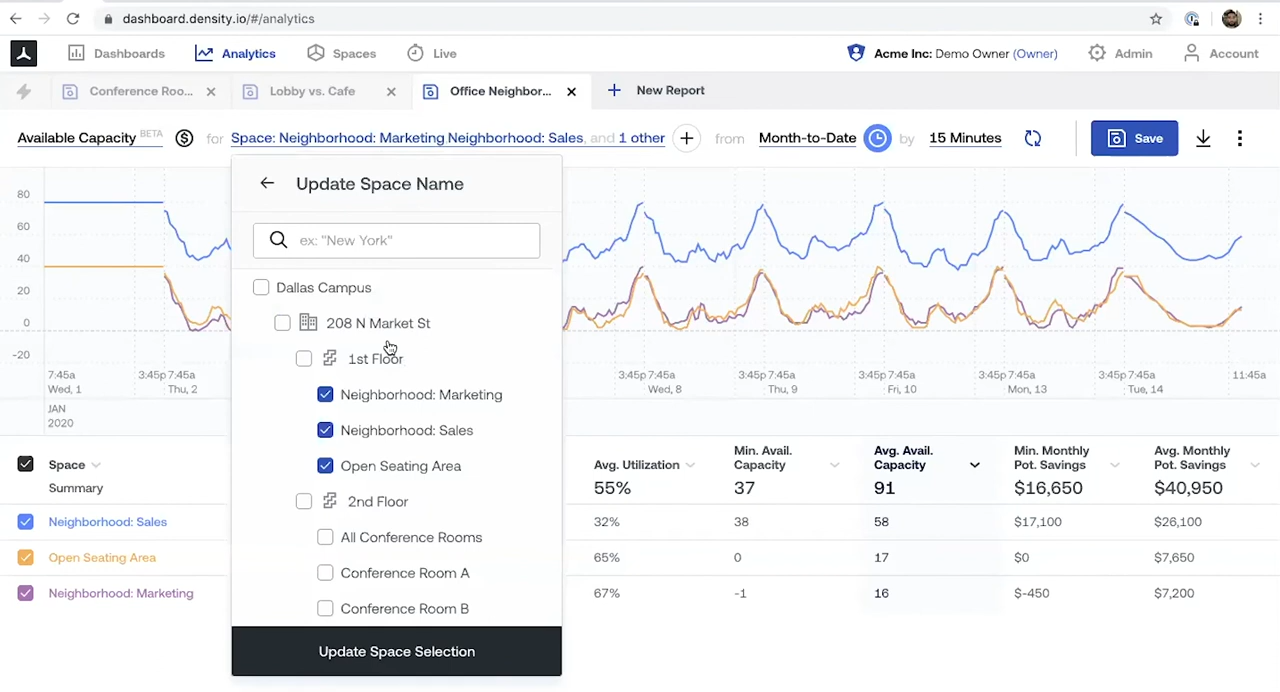 dashboard.density.io/#/analytics
Dashboards Analytics Spaces Live Acme Inc: Demo Owner (Owner) Admin Account
Conference Roo... Lobby vs. Cafe Office Neighbor... New Report
Available Capacity BETA for Space: Neighborhood: Marketing Neighborhood: Sales, and 1 other from Month-to-Date by 15 Minutes Save
Update Space Name
ex: "New York"
Dallas Campus
208 N Market St
1st Floor
Neighborhood: Marketing
Neighborhood: Sales
Open Seating Area
2nd Floor
All Conference Rooms
Conference Room A
Conference Room B
Update Space Selection
80
60
40
20
0
-20
7:45a 3:45p 7:45a 3:45p 7:45a 3:45p 7:45a 3:45p 7:45a 3:45p 7:45a 3:45p 7:45a 11:45a
Wed, 1 Thu, 2 Wed, 8 Thu, 9 Fri, 10 Mon, 13 Tue, 14
JAN
2020
Space Avg. Utilization Min. Avail. Capacity Avg. Avail. Capacity Min. Monthly Pot. Savings Avg. Monthly Pot. Savings
Summary 55% 37 91 $16,650 $40,950
Neighborhood: Sales 32% 38 58 $17,100 $26,100
Open Seating Area 65% 0 17 $0 $7,650
Neighborhood: Marketing 67% -1 16 $-450 $7,200